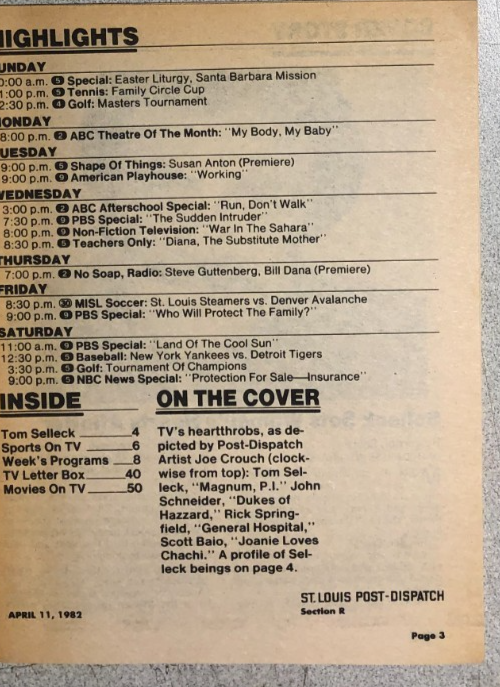 HIGHLIGHTS
UNDAY
0:00 a.m. 5 Special: Easter Liturgy, Santa Barbara Mission
1:00 p.m. 5 Tennis: Family Circle Cup
2:30 p.m. 4 Golf: Masters Tournament
MONDAY
8:00 p.m. 2 ABC Theatre Of The Month: "My Body, My Baby"
TUESDAY
9:00 p.m. 5 Shape Of Things: Susan Anton (Premiere)
9:00 p.m. 9 American Playhouse: "Working"
WEDNESDAY
3:00 p.m. 2 ABC Afterschool Special: "Run, Don't Walk"
7:30 p.m. 9 PBS Special: "The Sudden Intruder"
8:00 p.m. 9 Non-Fiction Television: "War In The Sahara"
8:30 p.m. 5 Teachers Only: "Diana, The Substitute Mother"
THURSDAY
7:00 p.m. 2 No Soap, Radio: Steve Guttenberg, Bill Dana (Premiere)
FRIDAY
8:30 p.m. 30 MISL Soccer: St. Louis Steamers vs. Denver Avalanche
9:00 p.m. 9 PBS Special: "Who Will Protect The Family?"
SATURDAY
11:00 a.m. 9 PBS Special: "Land Of The Cool Sun"
12:30 p.m. 5 Baseball: New York Yankees vs. Detroit Tigers
3:30 p.m. 5 Golf: Tournament Of Champions
9:00 p.m. 5 NBC News Special: "Protection For Sale—Insurance"
INSIDE
Tom Selleck 4
Sports On TV 6
Week's Programs 8
TV Letter Box 40
Movies On TV 50
ON THE COVER
TV's heartthrobs, as de-
picted by Post-Dispatch
Artist Joe Crouch (clock-
wise from top): Tom Sel-
leck, "Magnum, P.I." John
Schneider, "Dukes of
Hazzard," Rick Spring-
field, "General Hospital,"
Scott Baio, "Joanie Loves
Chachi." A profile of Sel-
leck beings on page 4.
ST. LOUIS POST-DISPATCH
Section R
APRIL 11, 1982
Page 3